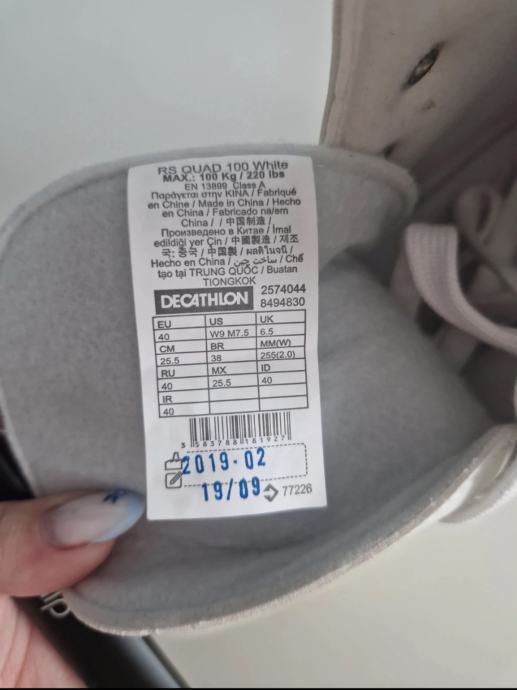 RS QUAD 100 White
MAX.: 100 Kg / 220 lbs
EN 13899 Class A
Παράγεται στην KINA / Fabriqué
en Chine / Made in China / Hecho
en China / Fabricado na/em
China / / 中国制造 /
Произведено в Китае / İmal
edildiği yer Çin / 中國製造 / 제조
국: 중국 / 中国製 / ผลิตในจีน /
Hecho en China / ساخت چین / Chế
tạo tại TRUNG QUỐC / Buatan
TIONGKOK
DECATHLON 2574044
8494830
EU US UK
40 W9 M7.5 6.5
CM BR MM(W)
25.5 38 255(2.0)
RU MX ID
40 25.5 40
IR
40
3 583788 181927
2019-02
19/09 77226